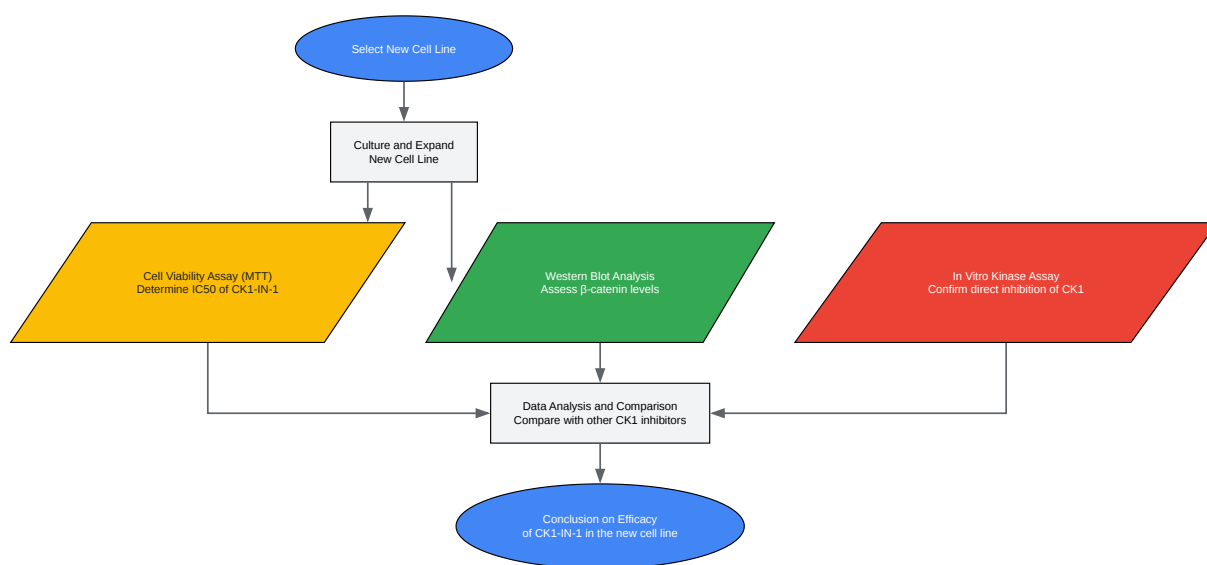 Select New Cell Line
Culture and Expand
New Cell Line
Cell Viability Assay (MTT)
Determine IC50 of CK1-IN-1
Western Blot Analysis
Assess β-catenin levels
In Vitro Kinase Assay
Confirm direct inhibition of CK1
Data Analysis and Comparison
Compare with other CK1 inhibitors
Conclusion on Efficacy
of CK1-IN-1 in the new cell line